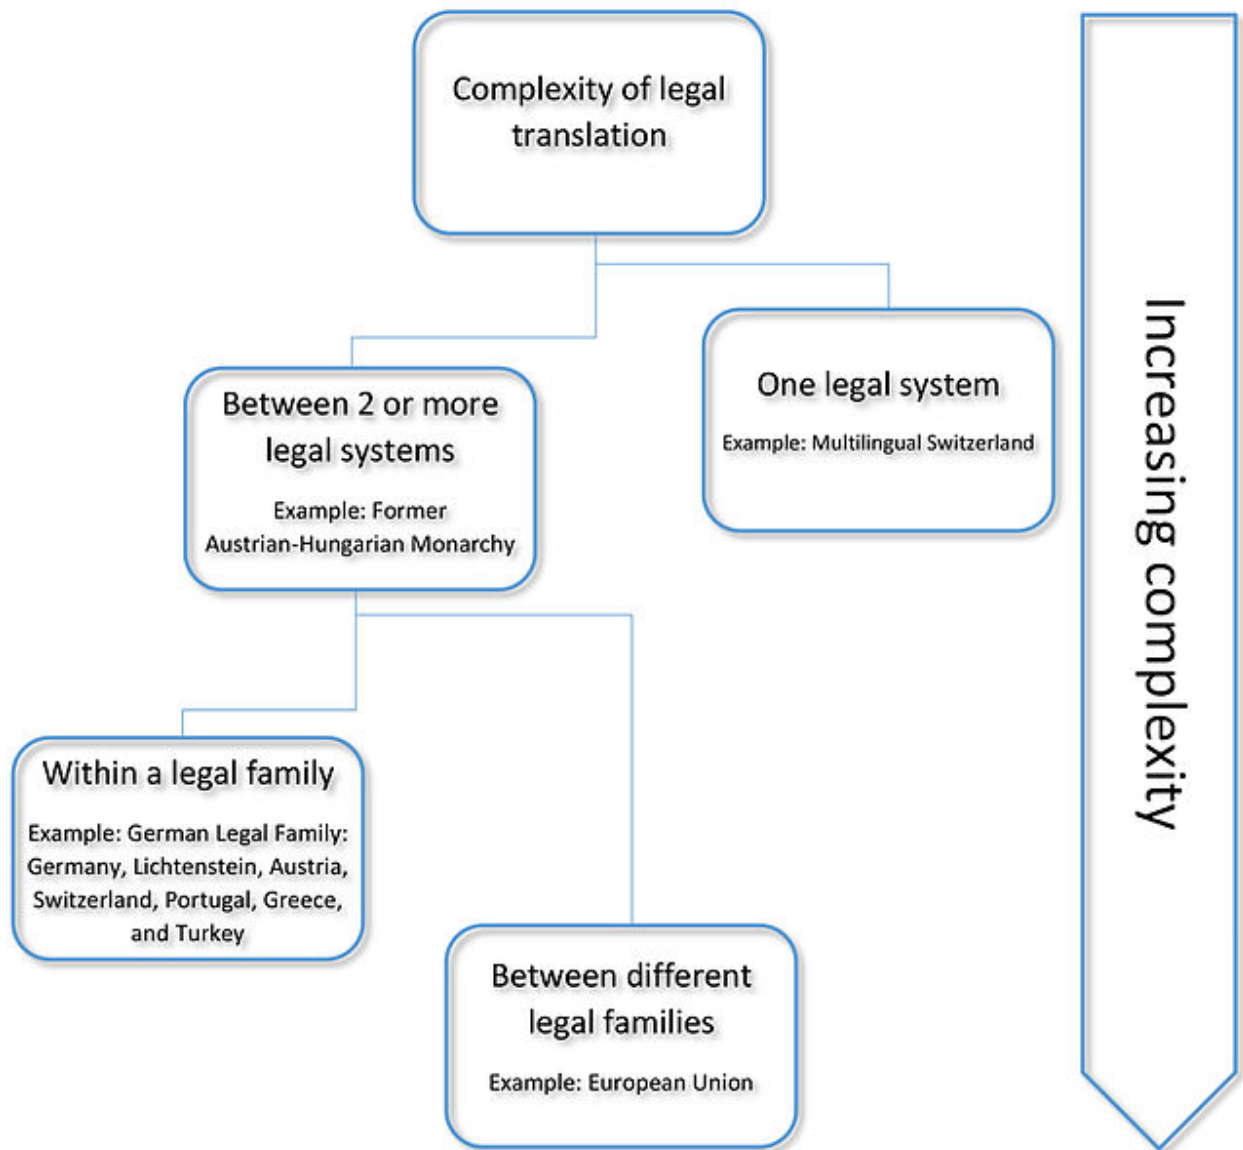 Complexity of legal
translation
One legal system
Example: Multilingual Switzerland
Between 2 or more
legal systems
Example: Former
Austrian-Hungarian Monarchy
Within a legal family
Example: German Legal Family:
Germany, Lichtenstein, Austria,
Switzerland, Portugal, Greece,
and Turkey
Between different
legal families
Example: European Union
Increasing complexity